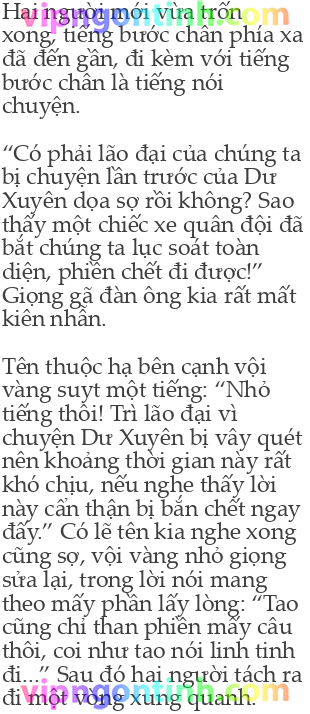 Hai người mới vừa trốn
xong, tiếng bước chân phía xa
đã đến gần, đi kèm với tiếng
bước chân là tiếng nói
chuyện.
“Có phải lão đại của chúng ta
bị chuyện lần trước của Dư
Xuyên dọa sợ rồi không? Sao
thấy một chiếc xe quân đội đã
bắt chúng ta lục soát toàn
diện, phiền chết đi được!”
Giọng gã đàn ông kia rất mất
kiên nhẫn.
Tên thuộc hạ bên cạnh vội
vàng suyt một tiếng: “Nhỏ
tiếng thôi! Trì lão đại vì
chuyện Dư Xuyên bị vây quét
nên khoảng thời gian này rất
khó chịu, nếu nghe thấy lời
này cẩn thận bị bắn chết ngay
đấy.” Có lẽ tên kia nghe xong
cũng sợ, vội vàng nhỏ giọng
sửa lại, trong lời nói mang
theo mấy phần lấy lòng: “Tao
cũng chỉ than phiền mấy câu
thôi, coi như tao nói linh tinh
đi...” Sau đó hai người tách ra
đi một vòng xung quanh.
vipngontinh.com
vipngontinh.com